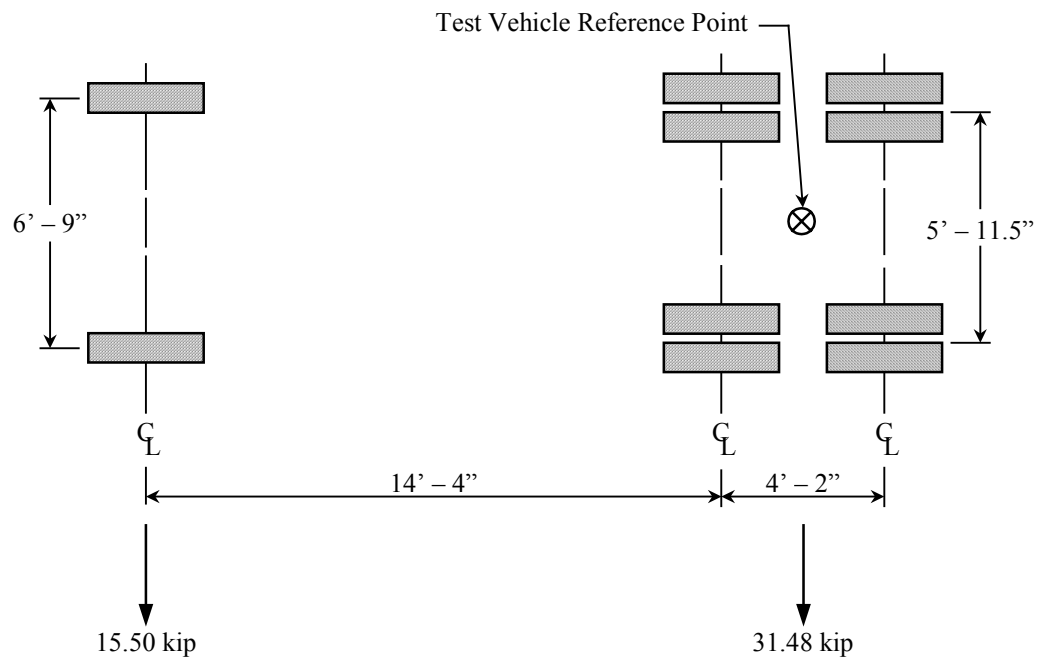 Test Vehicle Reference Point
6’ – 9”
5’ – 11.5”
CL
CL
CL
14’ – 4”
4’ – 2”
15.50 kip
31.48 kip